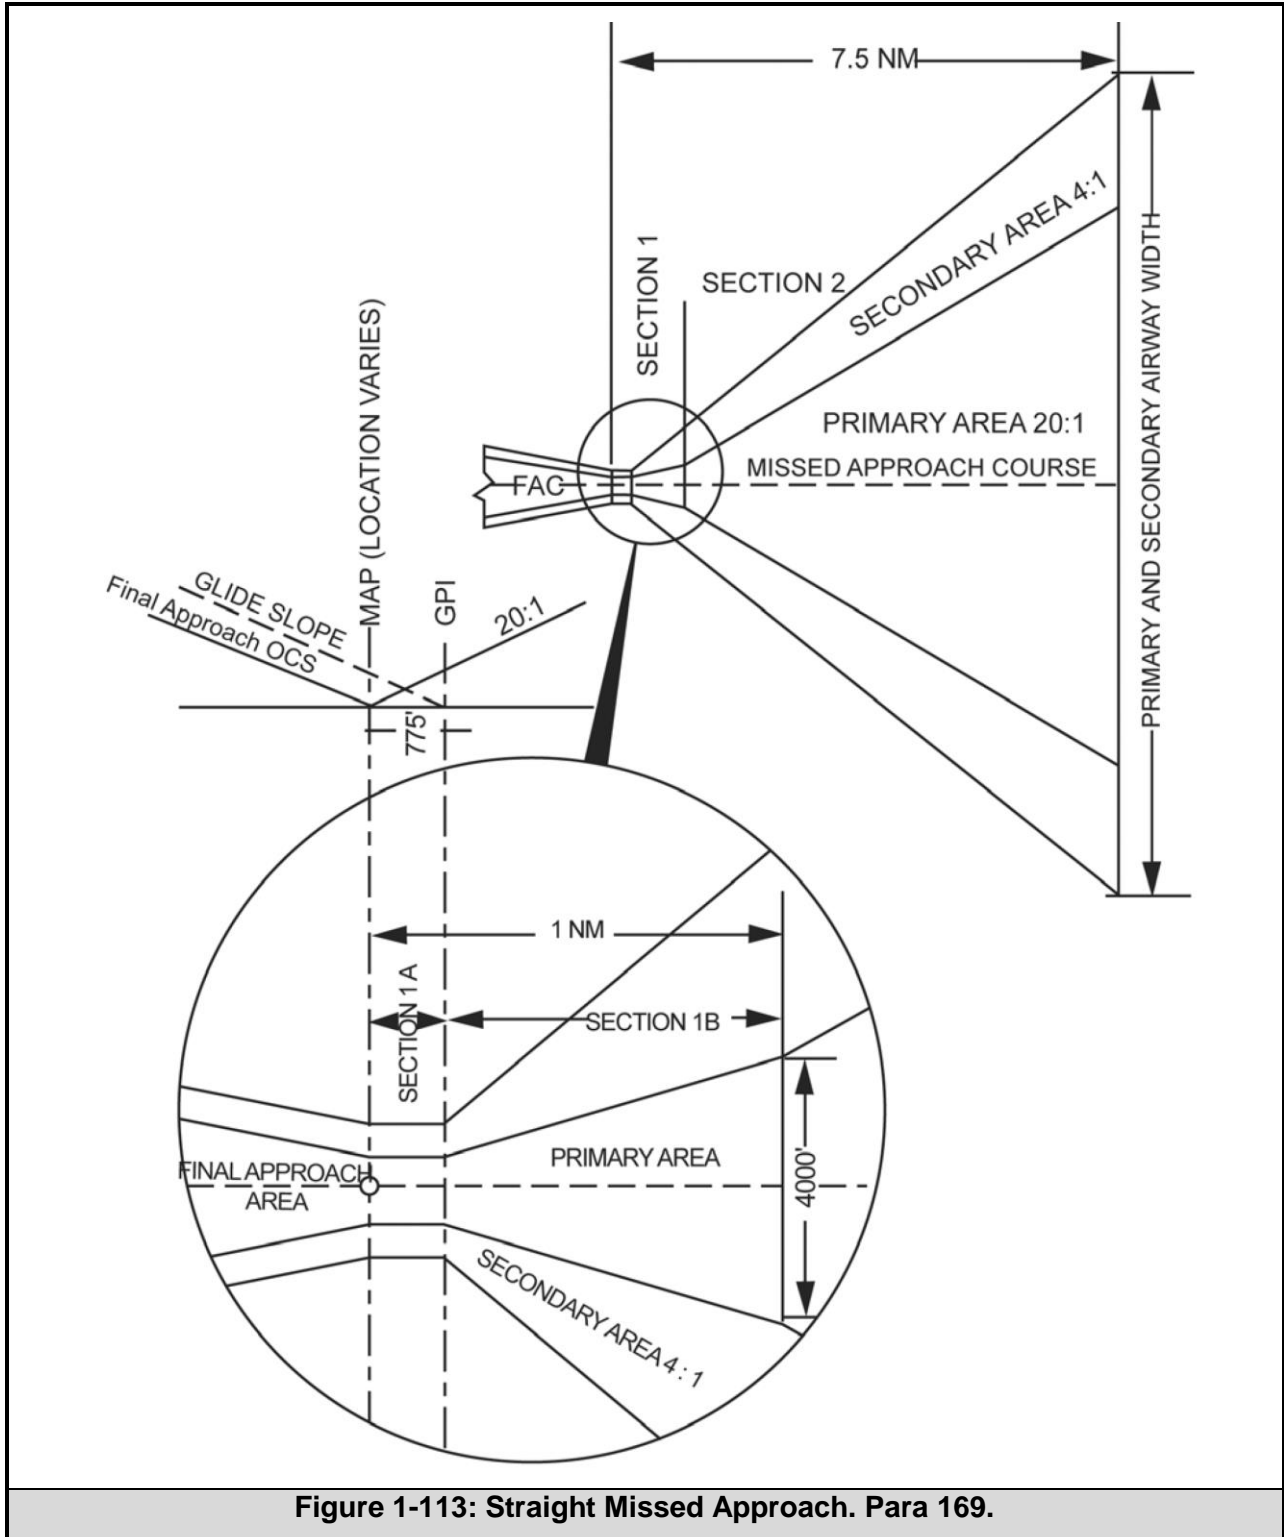 7.5 NM
SECTION 1
SECTION 2
SECONDARY AREA 4:1
PRIMARY AREA 20:1
MISSED APPROACH COURSE
FAC
PRIMARY AND SECONDARY AIRWAY WIDTH
MAP (LOCATION VARIES)
GPI
GLIDE SLOPE
Final Approach OCS
20:1
775'
1 NM
SECTION 1 A
SECTION 1B
FINAL APPROACH
AREA
PRIMARY AREA
4000'
SECONDARY AREA 4 : 1
Figure 1-113: Straight Missed Approach. Para 169.